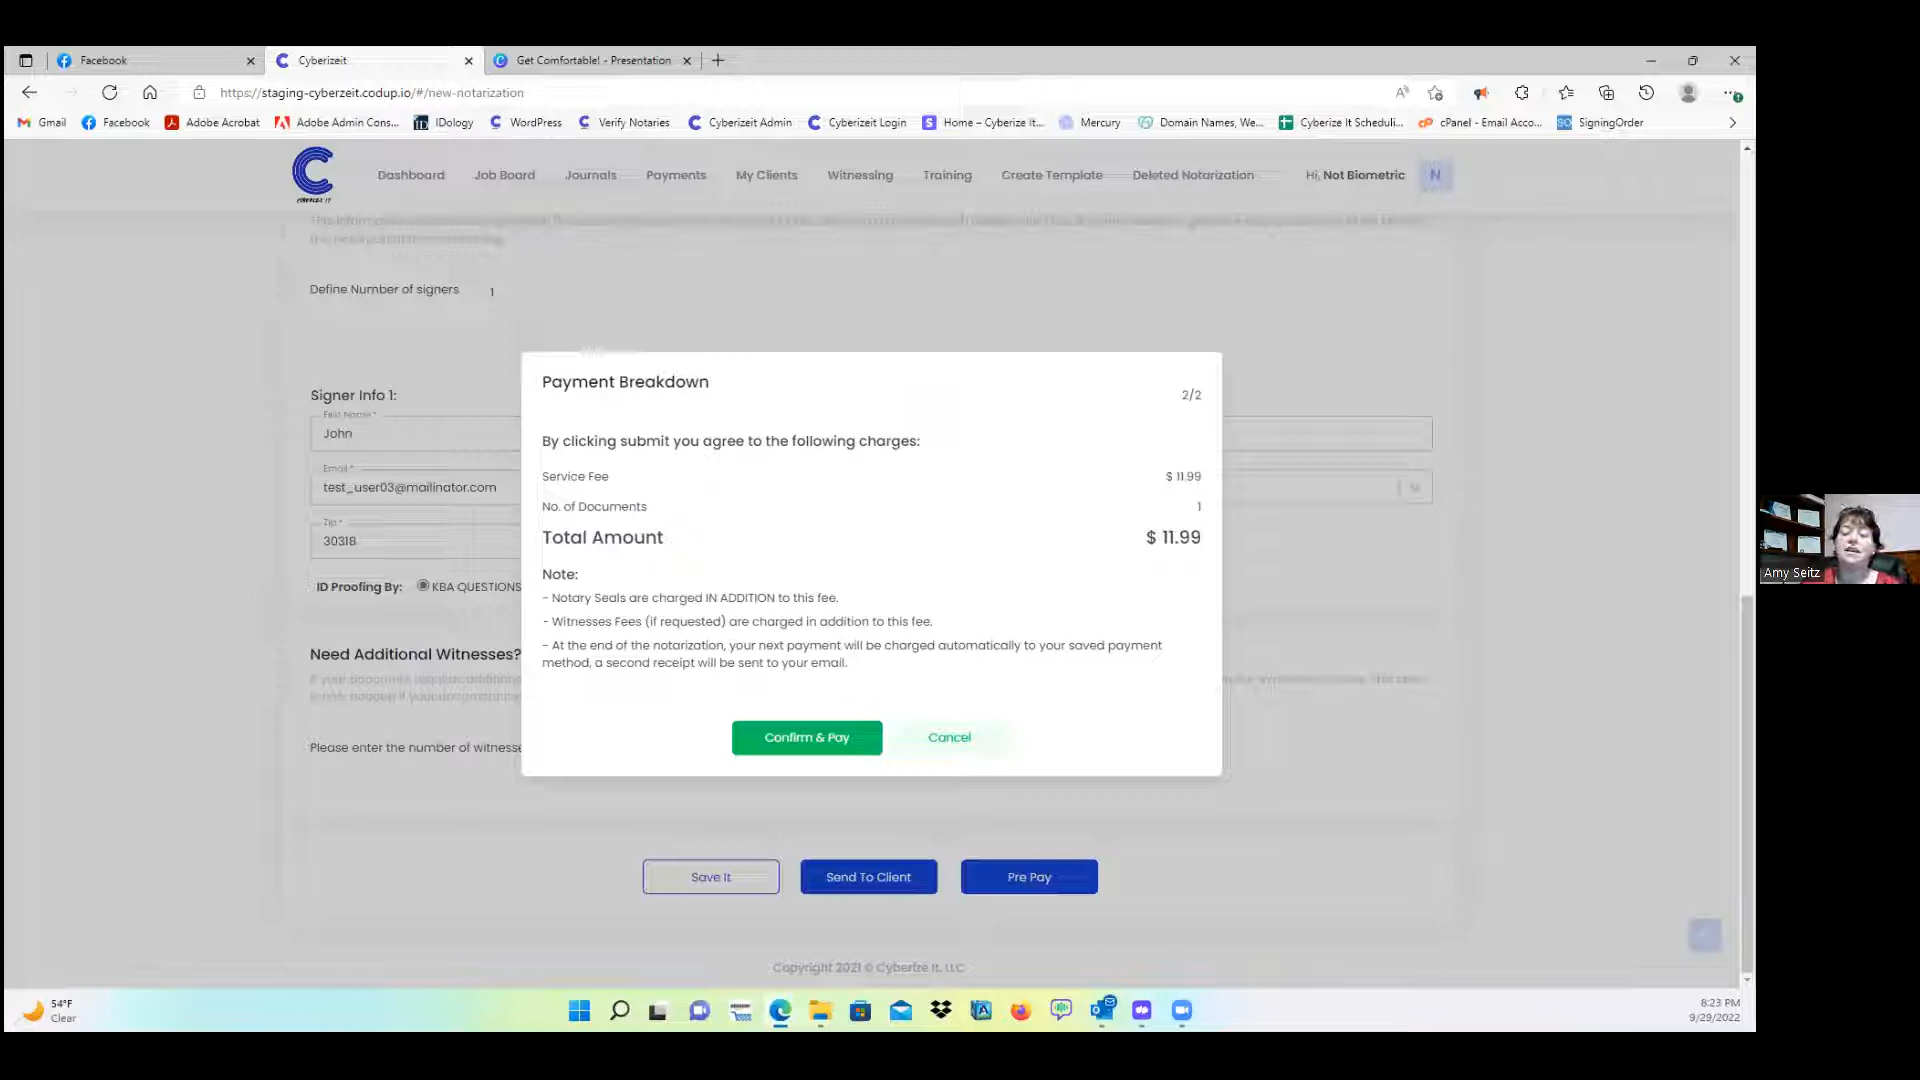 Facebook
Cyberizeit
Get Comfortable! - Presentation
https://staging-cyberzeit.codup.io/#/new-notarization
Gmail
Facebook
Adobe Acrobat
Adobe Admin Cons...
IDology
WordPress
Verify Notaries
Cyberizeit Admin
Cyberizeit Login
Home – Cyberize It...
Mercury
Domain Names, We...
Cyberize It Scheduli...
cPanel - Email Acco...
SigningOrder
CYBERIZE IT
Dashboard
Job Board
Journals
Payments
My Clients
Witnessing
Training
Create Template
Deleted Notarization
Hi, Not Biometric
N
Define Number of signers 1
Signer Info 1:
First Name *
John
Email *
test_user03@mailinator.com
Zip *
30318
ID Proofing By: KBA QUESTIONS
Need Additional Witnesses?
Please enter the number of witnesse
Payment Breakdown
2/2
By clicking submit you agree to the following charges:
Service Fee $ 11.99
No. of Documents 1
Total Amount $ 11.99
Note:
- Notary Seals are charged IN ADDITION to this fee.
- Witnesses Fees (if requested) are charged in addition to this fee.
- At the end of the notarization, your next payment will be charged automatically to your saved payment
method, a second receipt will be sent to your email.
Confirm & Pay
Cancel
Save It
Send To Client
Pre Pay
Copyright 2021 © Cyberize It, LLC
Amy Seitz
54°F
Clear
8:23 PM
9/29/2022